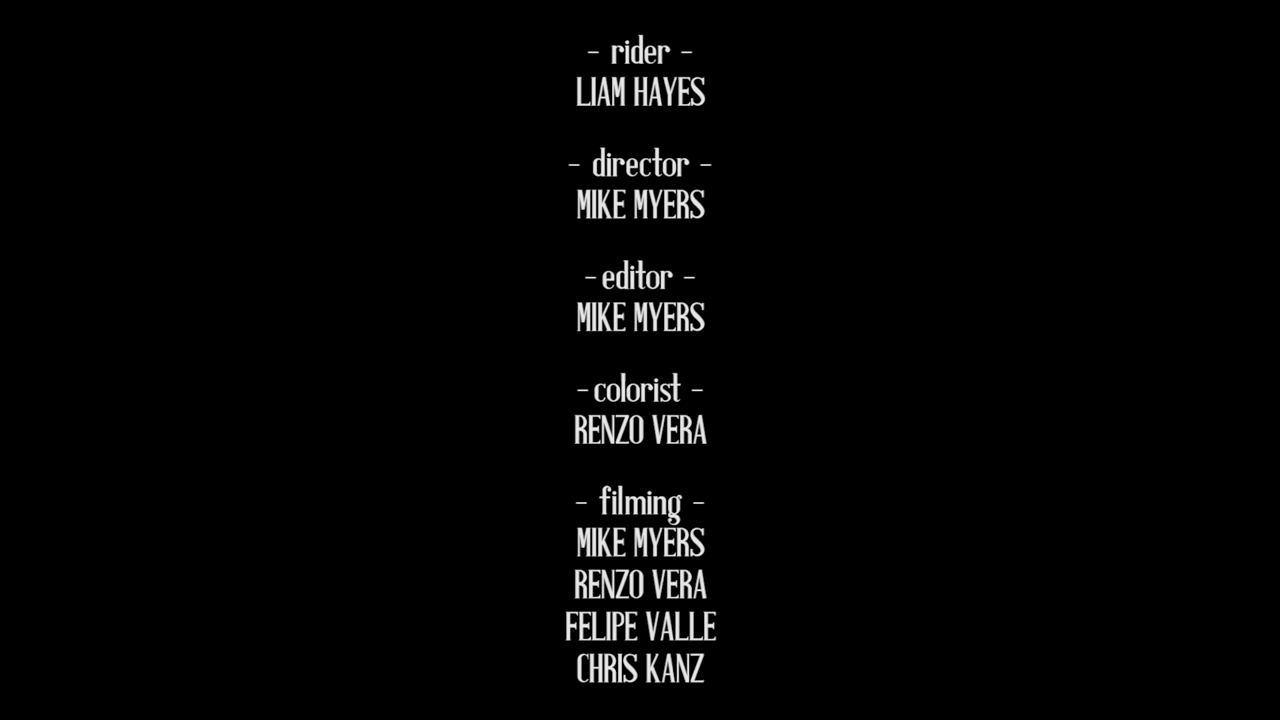 - rider -
LIAM HAYES
- director -
MIKE MYERS
-editor -
MIKE MYERS
-colorist -
RENZO VERA
- filming -
MIKE MYERS
RENZO VERA
FELIPE VALLE
CHRIS KANZ